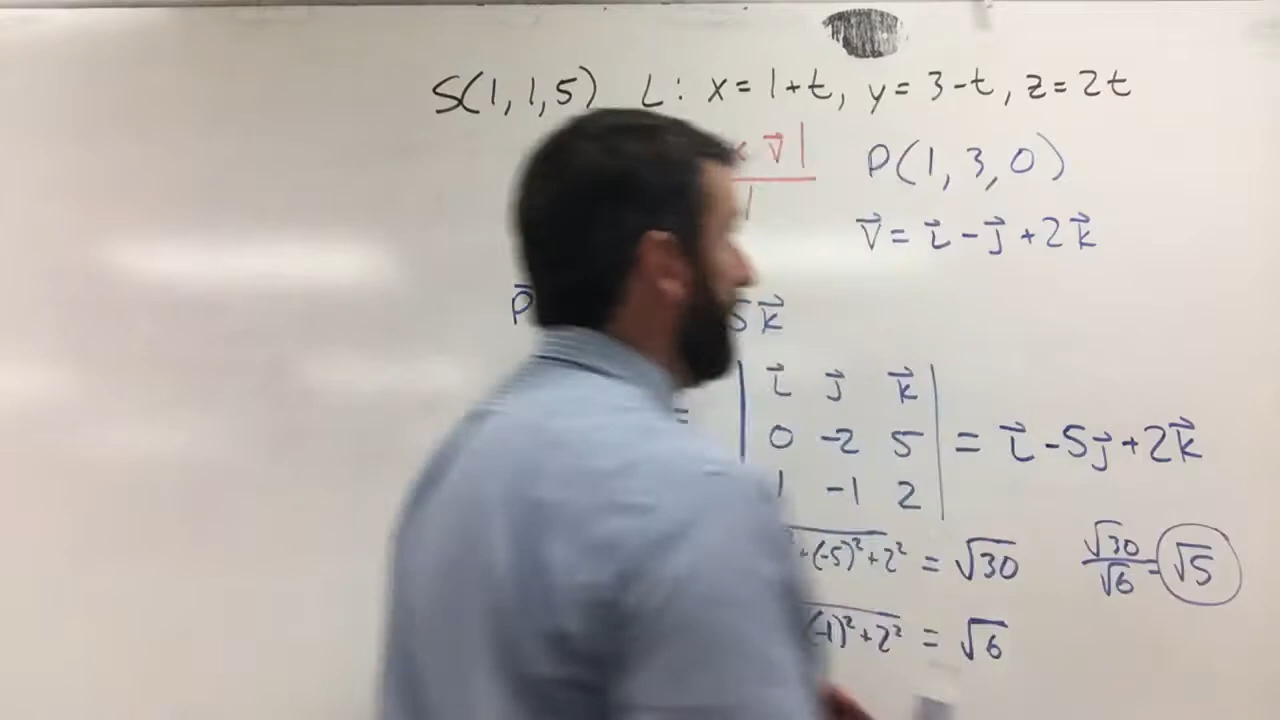 S(1,1,5) L: x=1+t, y=3-t, z=2t
v⃗| P(1,3,0)
v⃗= i⃗-j⃗+2k⃗
P 5k⃗
= | i⃗ j⃗ k⃗ |
0 -2 5 = i⃗-5j⃗+2k⃗
1 -1 2
+(-5)²+2² = √30 √30/√6=√5
(-1)²+2² = √6